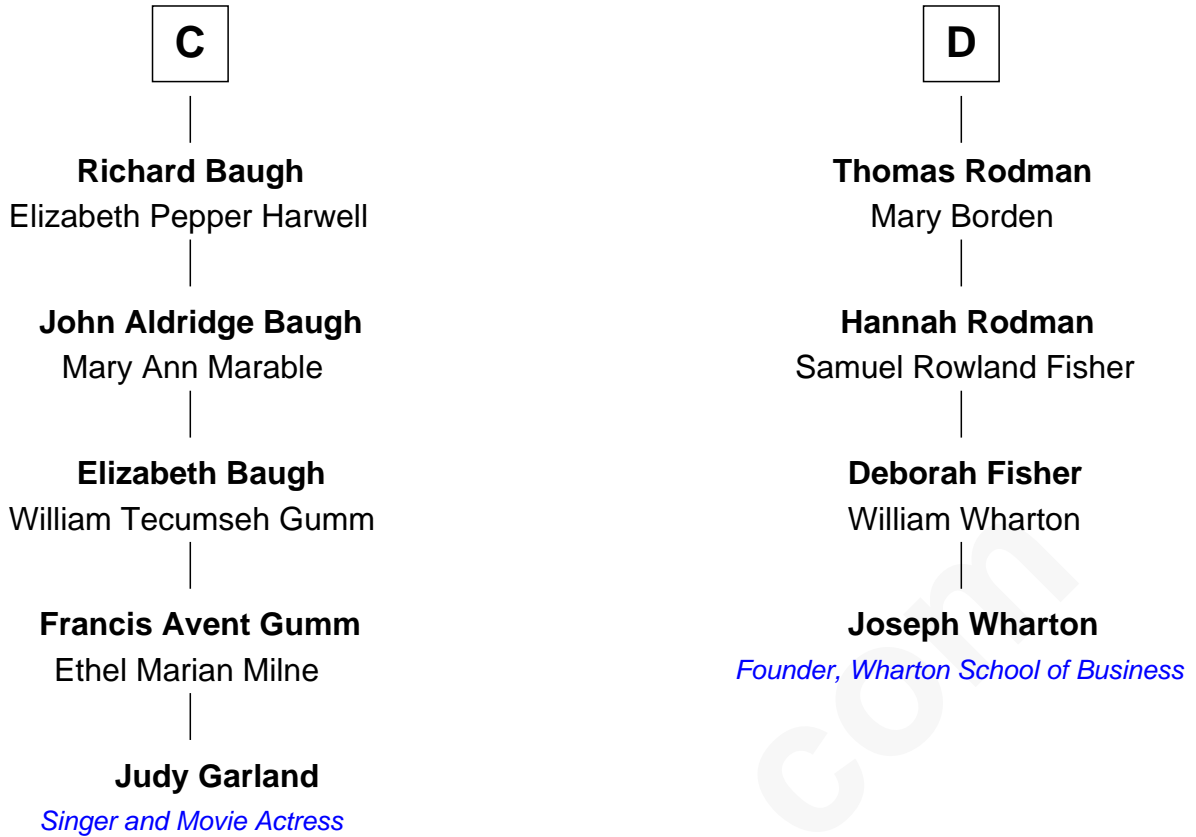 C
Richard Baugh
Elizabeth Pepper Harwell
John Aldridge Baugh
Mary Ann Marable
Elizabeth Baugh
William Tecumseh Gumm
Francis Avent Gumm
Ethel Marian Milne
Judy Garland
Singer and Movie Actress
D
Thomas Rodman
Mary Borden
Hannah Rodman
Samuel Rowland Fisher
Deborah Fisher
William Wharton
Joseph Wharton
Founder, Wharton School of Business
com